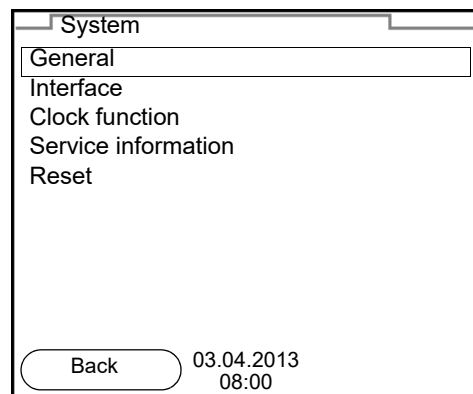 System
General
Interface
Clock function
Service information
Reset
Back
03.04.2013
08:00